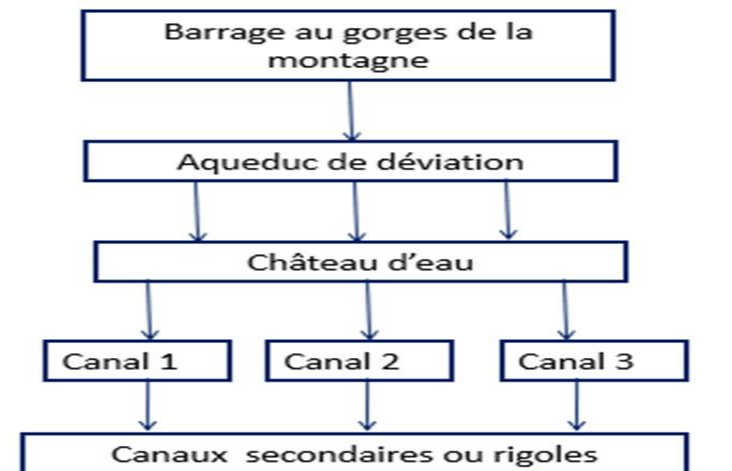 Barrage au gorges de la
montagne
Aqueduc de déviation
Château d’eau
Canal 1
Canal 2
Canal 3
Canaux secondaires ou rigoles